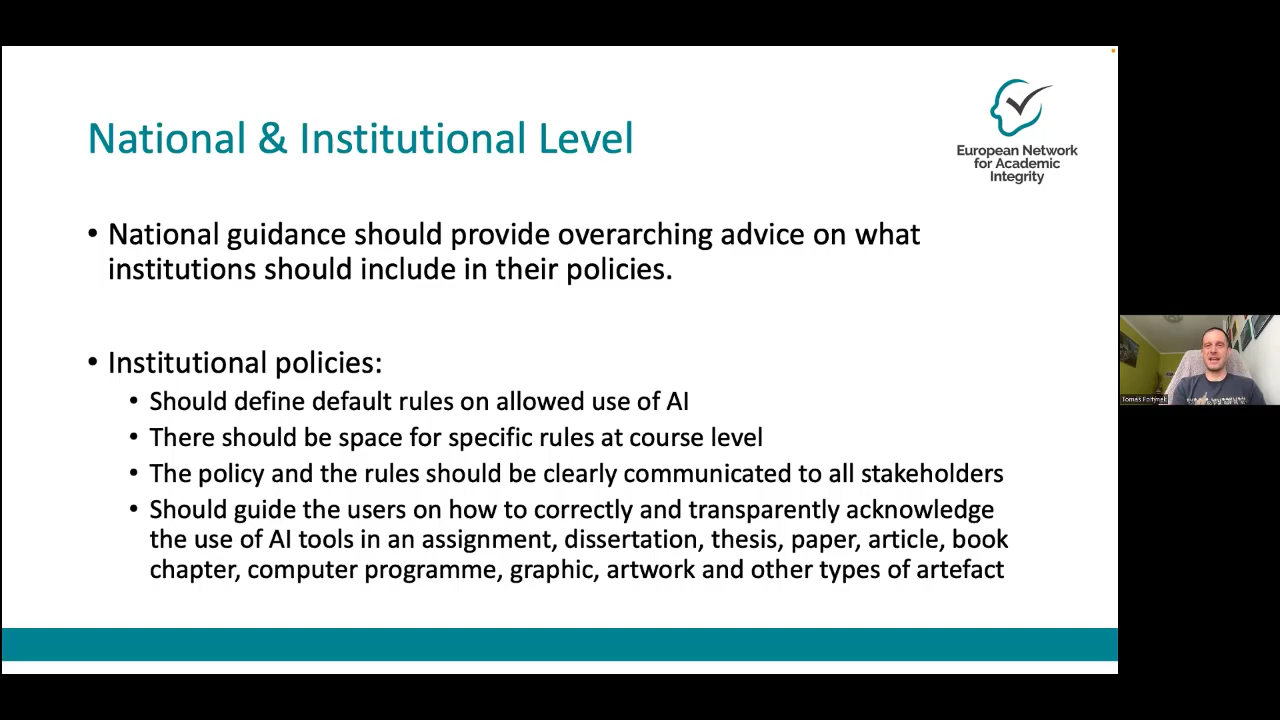 National & Institutional Level
European Network
for Academic
Integrity
• National guidance should provide overarching advice on what
institutions should include in their policies.
• Institutional policies:
• Should define default rules on allowed use of AI
• There should be space for specific rules at course level
• The policy and the rules should be clearly communicated to all stakeholders
• Should guide the users on how to correctly and transparently acknowledge
the use of AI tools in an assignment, dissertation, thesis, paper, article, book
chapter, computer programme, graphic, artwork and other types of artefact
Tomáš Foltýnek